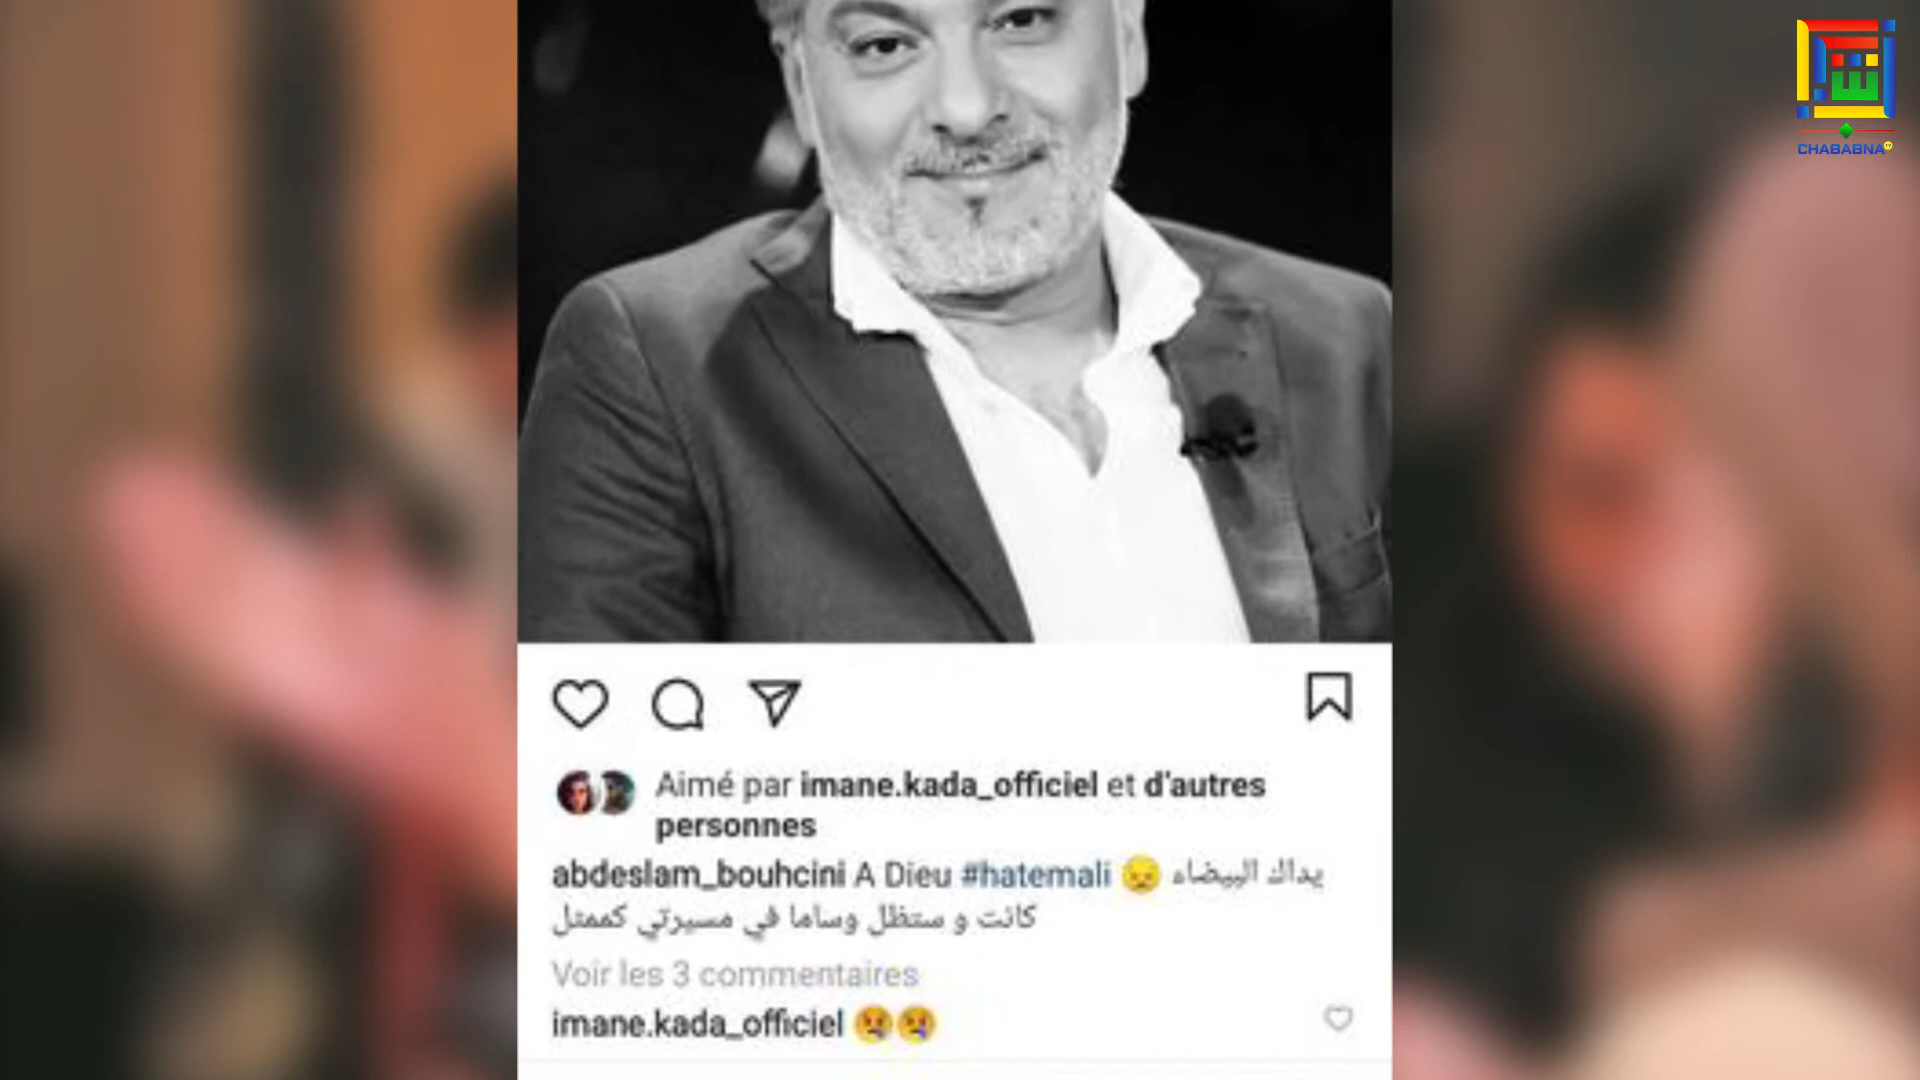 CHABABNA TV
Aimé par imane.kada_officiel et d'autres
personnes
abdeslam_bouhcini A Dieu #hatemali 😣 يداك البيضاء
كانت و ستظل وساما في مسيرتي كممثل
Voir les 3 commentaires
imane.kada_officiel 😢😢